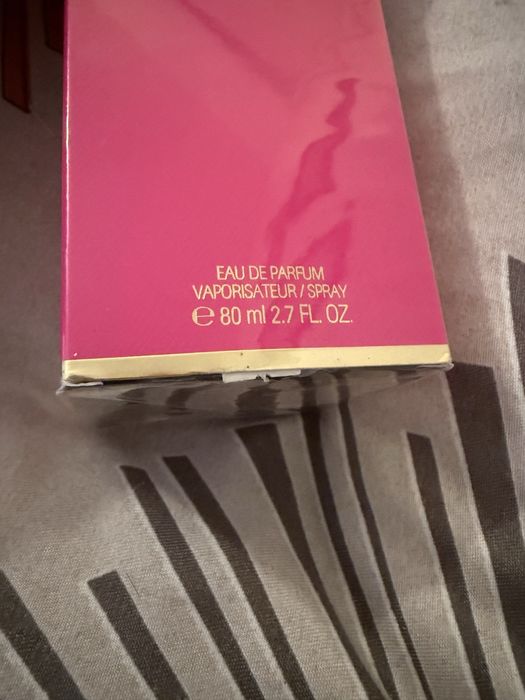 EAU DE PARFUM
VAPORISATEUR / SPRAY
℮ 80 ml 2.7 FL. OZ.